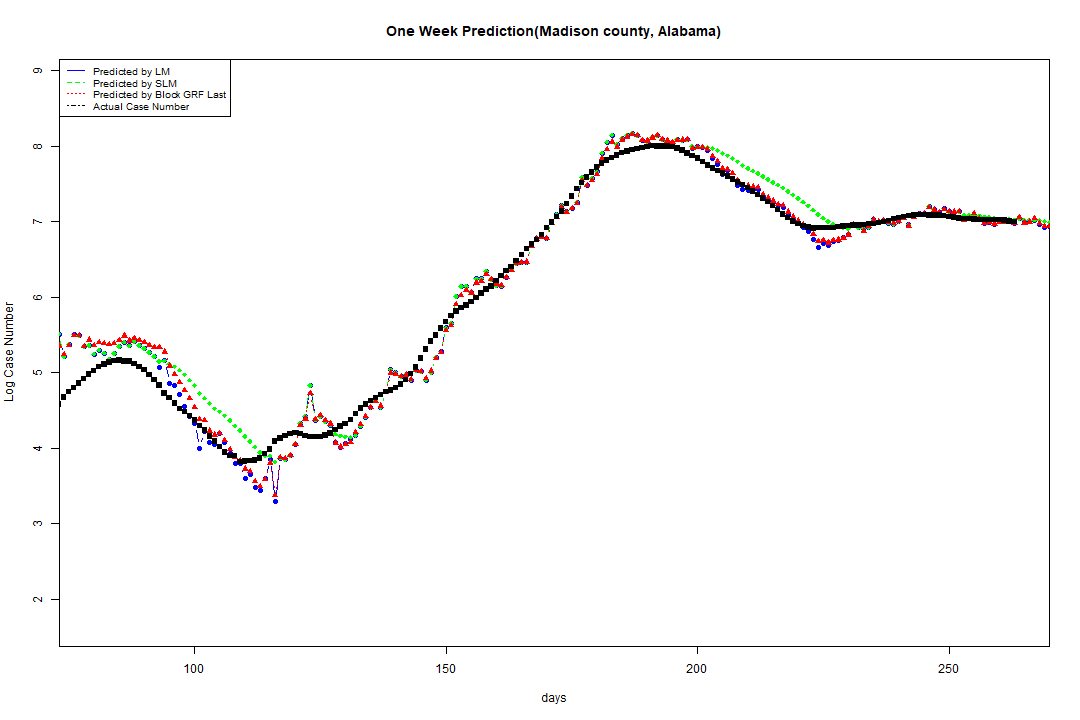 One Week Prediction(Madison county, Alabama)
Predicted by LM
Predicted by SLM
Predicted by Block GRF Last
Actual Case Number
9
8
7
6
5
4
3
2
Log Case Number
100
150
200
250
days